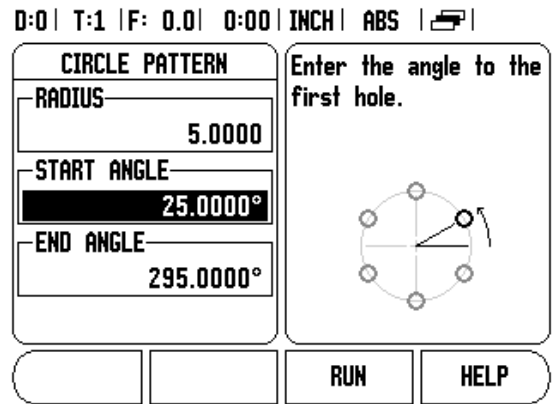 D:0| T:1 |F: 0.0| 0:00| INCH| ABS |
CIRCLE PATTERN
RADIUS
5.0000
START ANGLE
25.0000°
END ANGLE
295.0000°
Enter the angle to the
first hole.
RUN
HELP